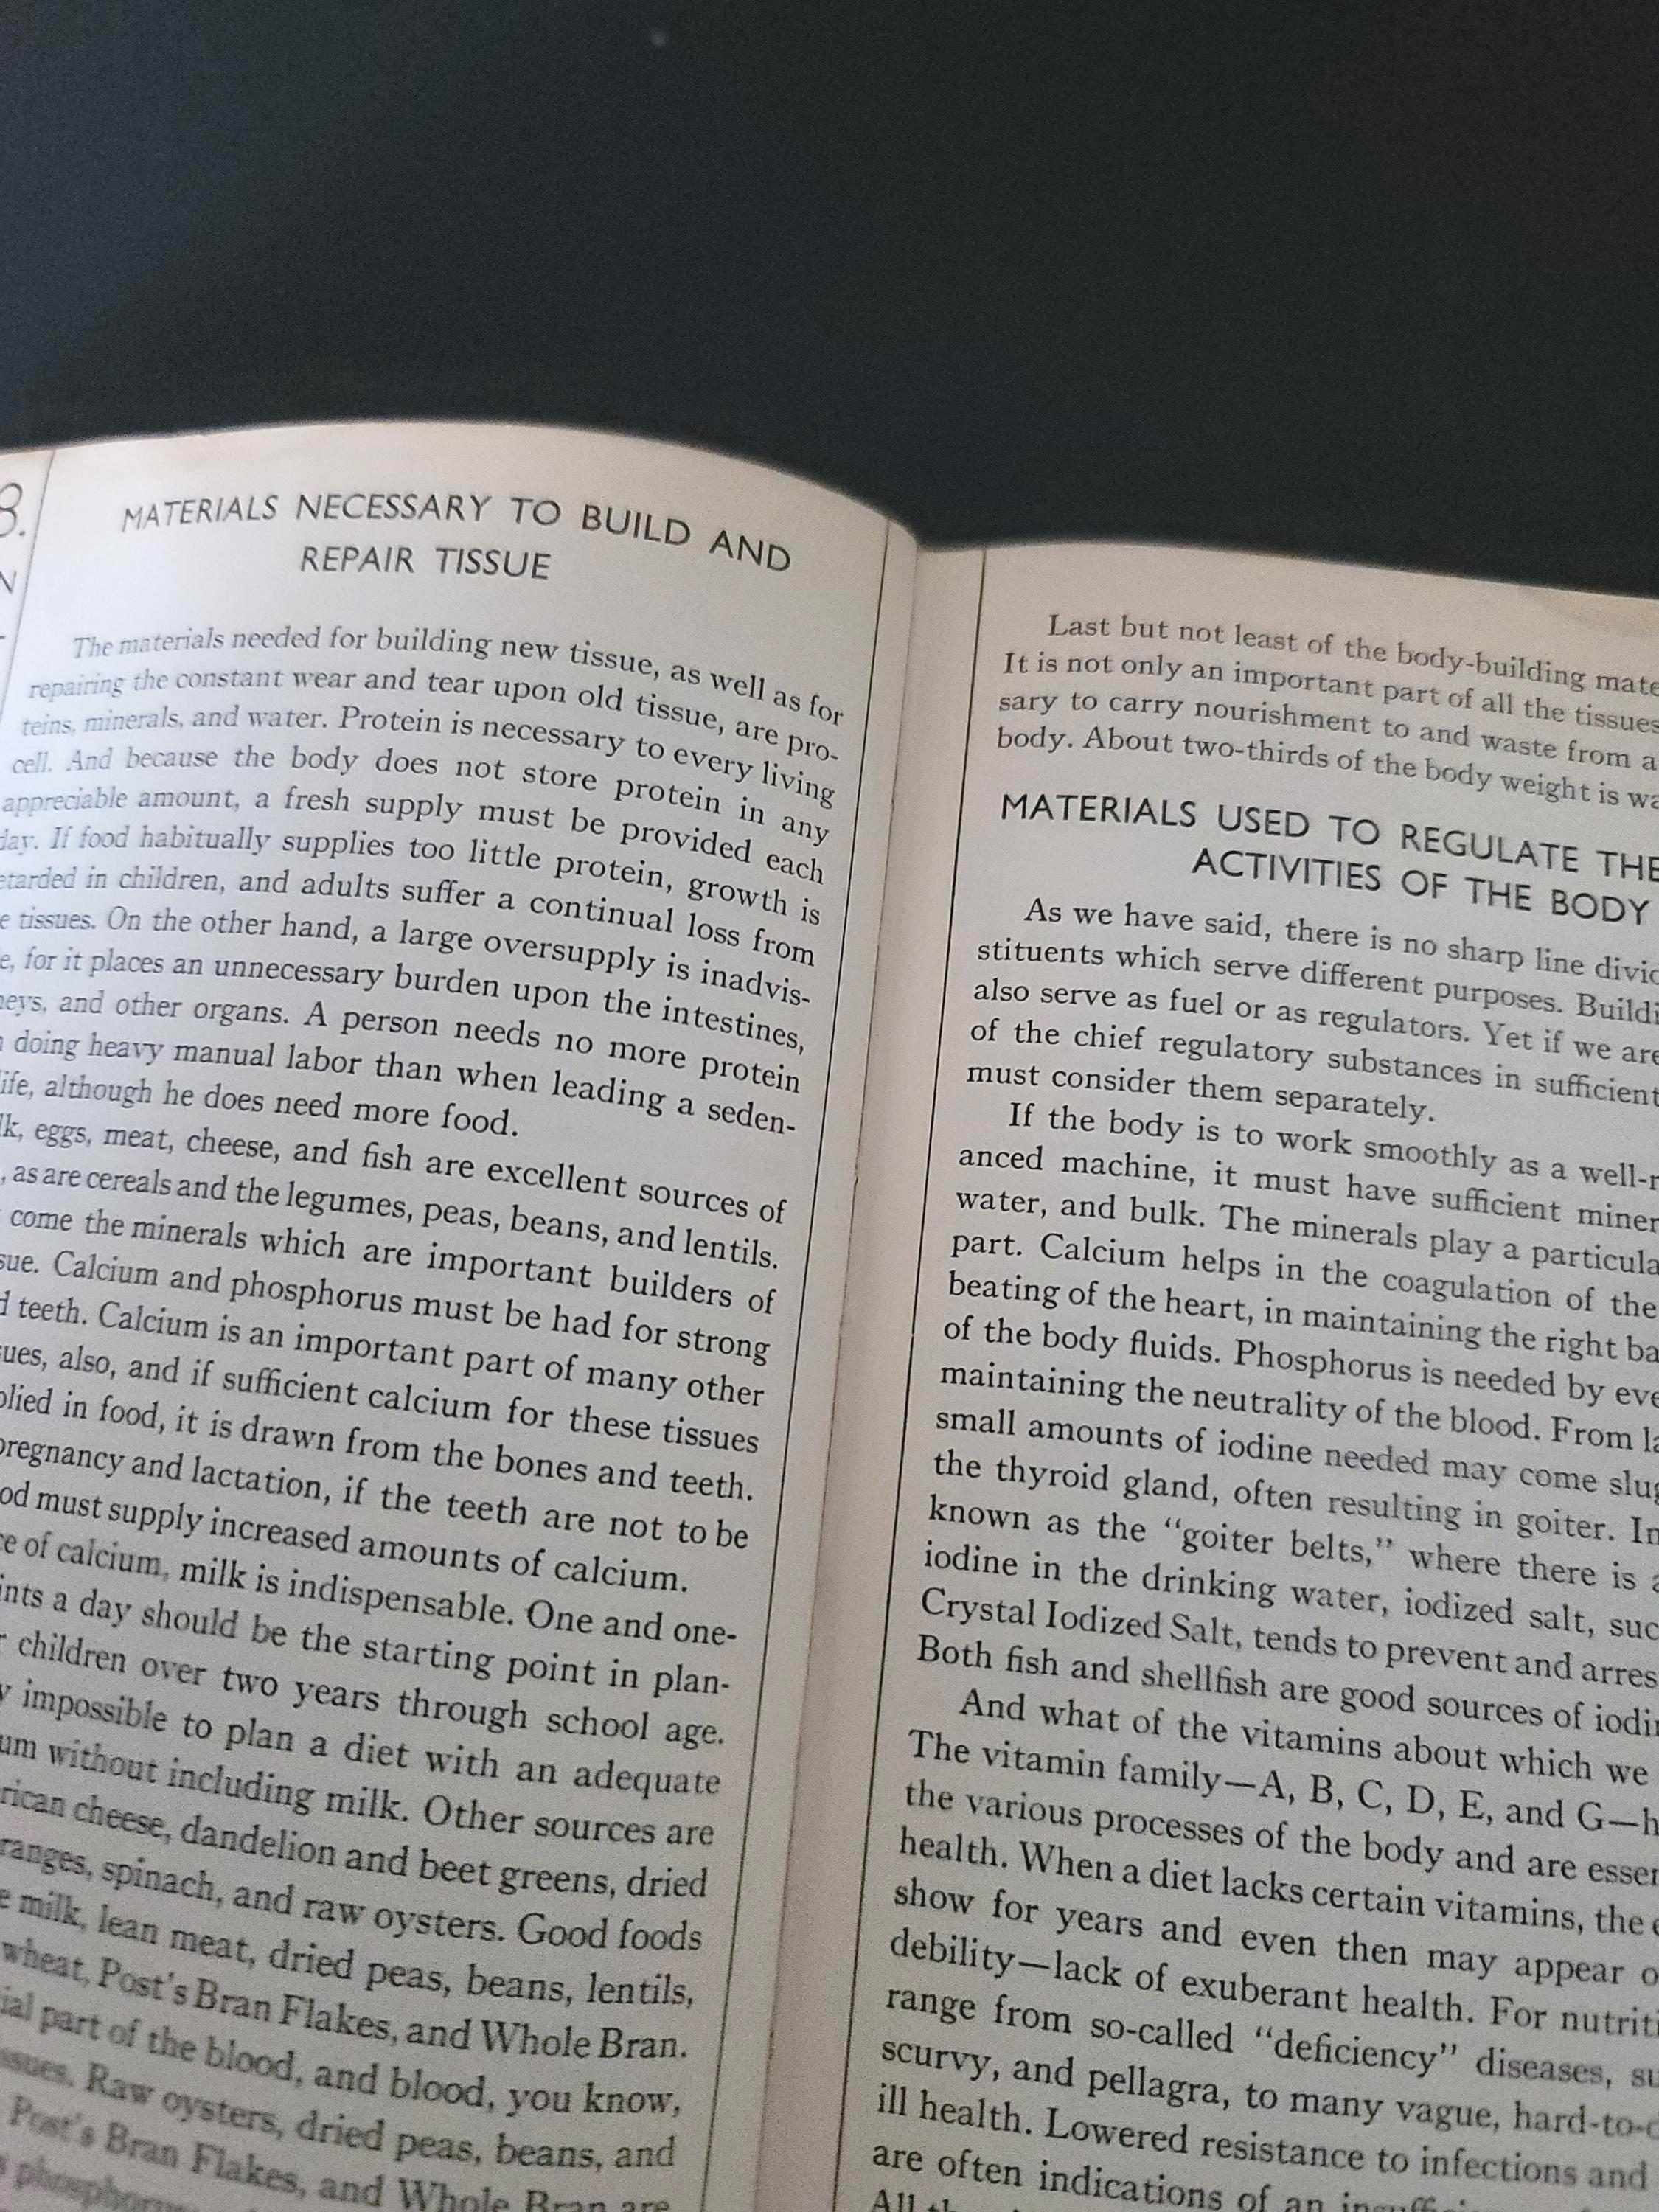 B.
N
MATERIALS NECESSARY TO BUILD AND
REPAIR TISSUE
The materials needed for building new tissue, as well as for
repairing the constant wear and tear upon old tissue, are pro-
teins, minerals, and water. Protein is necessary to every living
cell. And because the body does not store protein in any
appreciable amount, a fresh supply must be provided each
day. If food habitually supplies too little protein, growth is
etarded in children, and adults suffer a continual loss from
e tissues. On the other hand, a large oversupply is inadvis-
e, for it places an unnecessary burden upon the intestines,
neys, and other organs. A person needs no more protein
n doing heavy manual labor than when leading a seden-
life, although he does need more food.
lk, eggs, meat, cheese, and fish are excellent sources of
, as are cereals and the legumes, peas, beans, and lentils.
come the minerals which are important builders of
sue. Calcium and phosphorus must be had for strong
d teeth. Calcium is an important part of many other
sues, also, and if sufficient calcium for these tissues
plied in food, it is drawn from the bones and teeth.
pregnancy and lactation, if the teeth are not to be
od must supply increased amounts of calcium.
ce of calcium, milk is indispensable. One and one-
ints a day should be the starting point in plan-
r children over two years through school age.
y impossible to plan a diet with an adequate
um without including milk. Other sources are
rican cheese, dandelion and beet greens, dried
ranges, spinach, and raw oysters. Good foods
e milk, lean meat, dried peas, beans, lentils,
wheat, Post's Bran Flakes, and Whole Bran.
ial part of the blood, and blood, you know,
ssues. Raw oysters, dried peas, beans, and
Post's Bran Flakes, and Whole Bran are
phosphorus
Last but not least of the body-building mate
It is not only an important part of all the tissues
sary to carry nourishment to and waste from a
body. About two-thirds of the body weight is wa
MATERIALS USED TO REGULATE THE
ACTIVITIES OF THE BODY
As we have said, there is no sharp line divid
stituents which serve different purposes. Buildi
also serve as fuel or as regulators. Yet if we are
of the chief regulatory substances in sufficient
must consider them separately.
If the body is to work smoothly as a well-r
anced machine, it must have sufficient miner
water, and bulk. The minerals play a particula
part. Calcium helps in the coagulation of the
beating of the heart, in maintaining the right ba
of the body fluids. Phosphorus is needed by eve
maintaining the neutrality of the blood. From la
small amounts of iodine needed may come slug
the thyroid gland, often resulting in goiter. In
known as the "goiter belts," where there is a
iodine in the drinking water, iodized salt, suc
Crystal Iodized Salt, tends to prevent and arres
Both fish and shellfish are good sources of iodin
And what of the vitamins about which we
The vitamin family—A, B, C, D, E, and G—h
the various processes of the body and are essen
health. When a diet lacks certain vitamins, the e
show for years and even then may appear o
debility—lack of exuberant health. For nutriti
range from so-called "deficiency" diseases, su
scurvy, and pellagra, to many vague, hard-to-d
ill health. Lowered resistance to infections and
are often indications of an insuffic
All